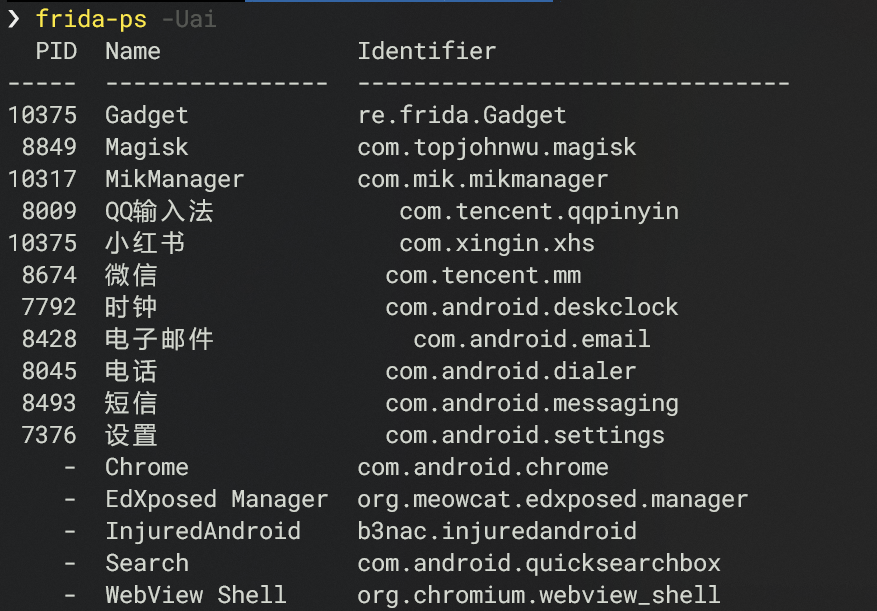 ❯ frida-ps -Uai
  PID  Name              Identifier
-----  ----------------  -------------------------------
10375  Gadget            re.frida.Gadget
 8849  Magisk            com.topjohnwu.magisk
10317  MikManager        com.mik.mikmanager
 8009  QQ输入法             com.tencent.qqpinyin
10375  小红书               com.xingin.xhs
 8674  微信               com.tencent.mm
 7792  时钟               com.android.deskclock
 8428  电子邮件              com.android.email
 8045  电话               com.android.dialer
 8493  短信               com.android.messaging
 7376  设置               com.android.settings
    -  Chrome            com.android.chrome
    -  EdXposed Manager  org.meowcat.edxposed.manager
    -  InjuredAndroid    b3nac.injuredandroid
    -  Search            com.android.quicksearchbox
    -  WebView Shell     org.chromium.webview_shell